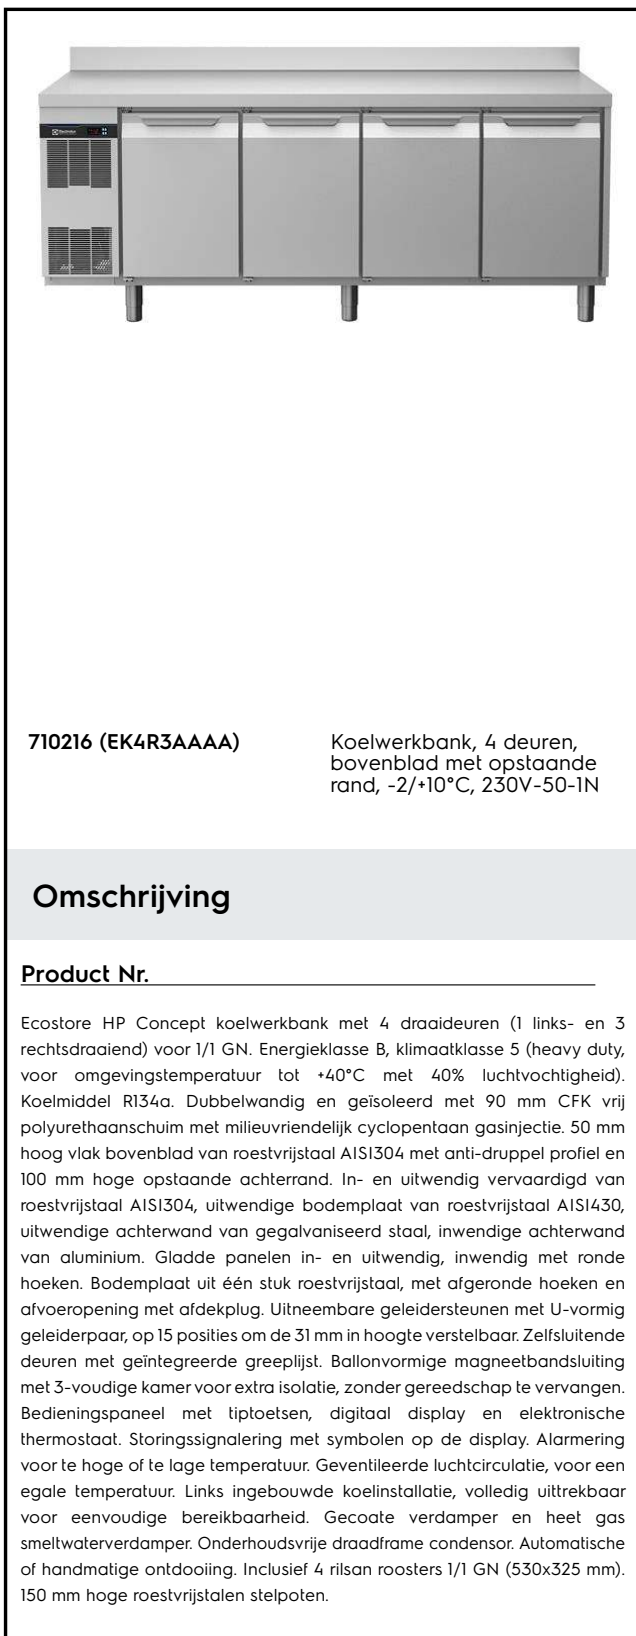 Electrolux
710216 (EK4R3AAAA)
Koelwerkbank, 4 deuren,
bovenblad met opstaande
rand, -2/+10°C, 230V-50-1N
Omschrijving
Product Nr.
Ecostore HP Concept koelwerkbank met 4 draaideuren (1 links- en 3
rechtsdraaiend) voor 1/1 GN. Energieklasse B, klimaatklasse 5 (heavy duty,
voor omgevingstemperatuur tot +40°C met 40% luchtvochtigheid).
Koelmiddel R134a. Dubbelwandig en geïsoleerd met 90 mm CFK vrij
polyurethaanschuim met milieuvriendelijk cyclopentaan gasinjectie. 50 mm
hoog vlak bovenblad van roestvrijstaal AISI304 met anti-druppel profiel en
100 mm hoge opstaande achterrand. In- en uitwendig vervaardigd van
roestvrijstaal AISI304, uitwendige bodemplaat van roestvrijstaal AISI430,
uitwendige achterwand van gegalvaniseerd staal, inwendige achterwand
van aluminium. Gladde panelen in- en uitwendig, inwendig met ronde
hoeken. Bodemplaat uit één stuk roestvrijstaal, met afgeronde hoeken en
afvoeropening met afdekplug. Uitneembare geleidersteunen met U-vormig
geleiderpaar, op 15 posities om de 31 mm in hoogte verstelbaar. Zelfsluitende
deuren met geïntegreerde greeplijst. Ballonvormige magneetbandsluiting
met 3-voudige kamer voor extra isolatie, zonder gereedschap te vervangen.
Bedieningspaneel met tiptoetsen, digitaal display en elektronische
thermostaat. Storingssignalering met symbolen op de display. Alarmering
voor te hoge of te lage temperatuur. Geventileerde luchtcirculatie, voor een
egale temperatuur. Links ingebouwde koelinstallatie, volledig uittrekbaar
voor eenvoudige bereikbaarheid. Gecoate verdamper en heet gas
smeltwaterverdamper. Onderhoudsvrije draadframe condensor. Automatische
of handmatige ontdooiing. Inclusief 4 rilsan roosters 1/1 GN (530x325 mm).
150 mm hoge roestvrijstalen stelpoten.